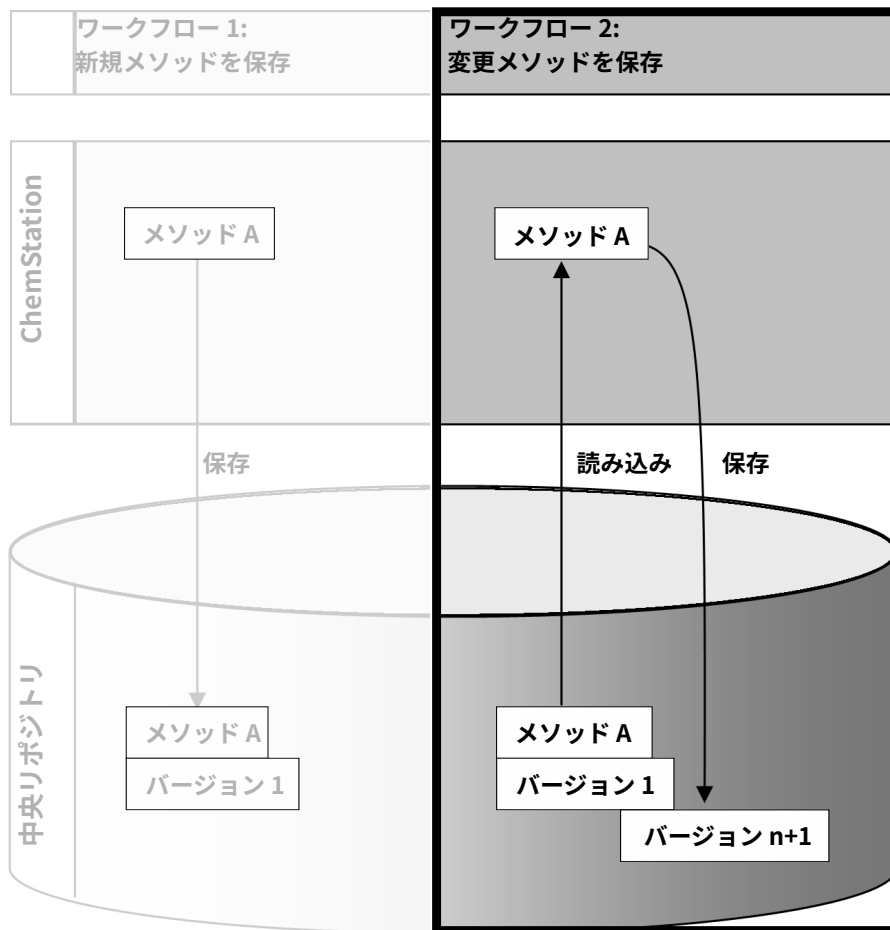 ワークフロー 1:
新規メソッドを保存
ワークフロー 2:
変更メソッドを保存
ChemStation
メソッド A
メソッド A
保存
読み込み
保存
中央リポジトリ
メソッド A
バージョン 1
メソッド A
バージョン 1
バージョン n+1